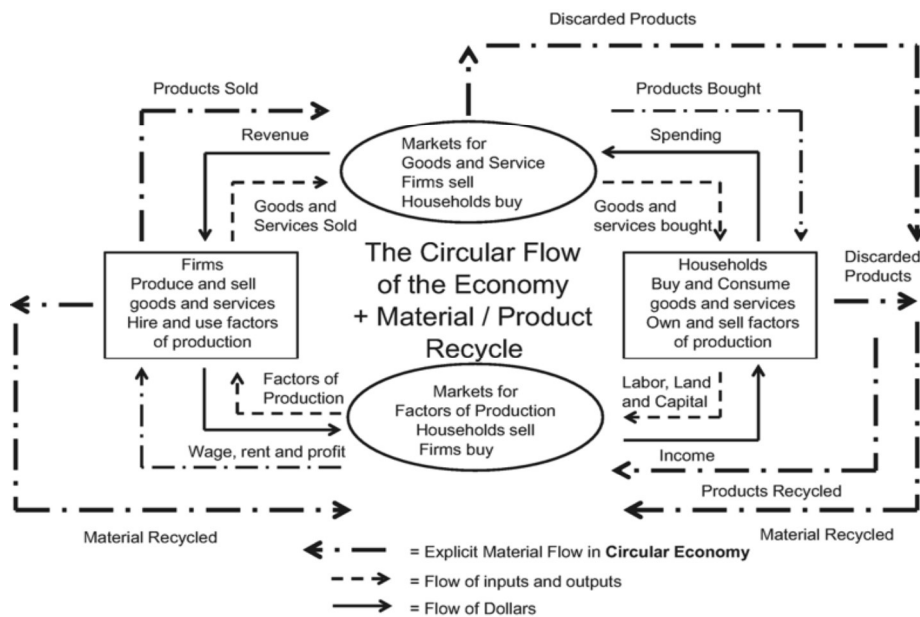 Discarded Products
Products Sold
Products Bought
Revenue
Spending
Markets for
Goods and Service
Firms sell
Households buy
Goods and
Services Sold
Goods and
services bought
The Circular Flow
of the Economy
+ Material / Product
Recycle
Firms
Produce and sell
goods and services
Hire and use factors
of production
Households
Buy and Consume
goods and services
Own and sell factors
of production
Discarded
Products
Factors of
Production
Markets for
Factors of Production
Households sell
Firms buy
Labor, Land
and Capital
Wage, rent and profit
Income
Products Recycled
Material Recycled
Material Recycled
= Explicit Material Flow in Circular Economy
= Flow of inputs and outputs
= Flow of Dollars